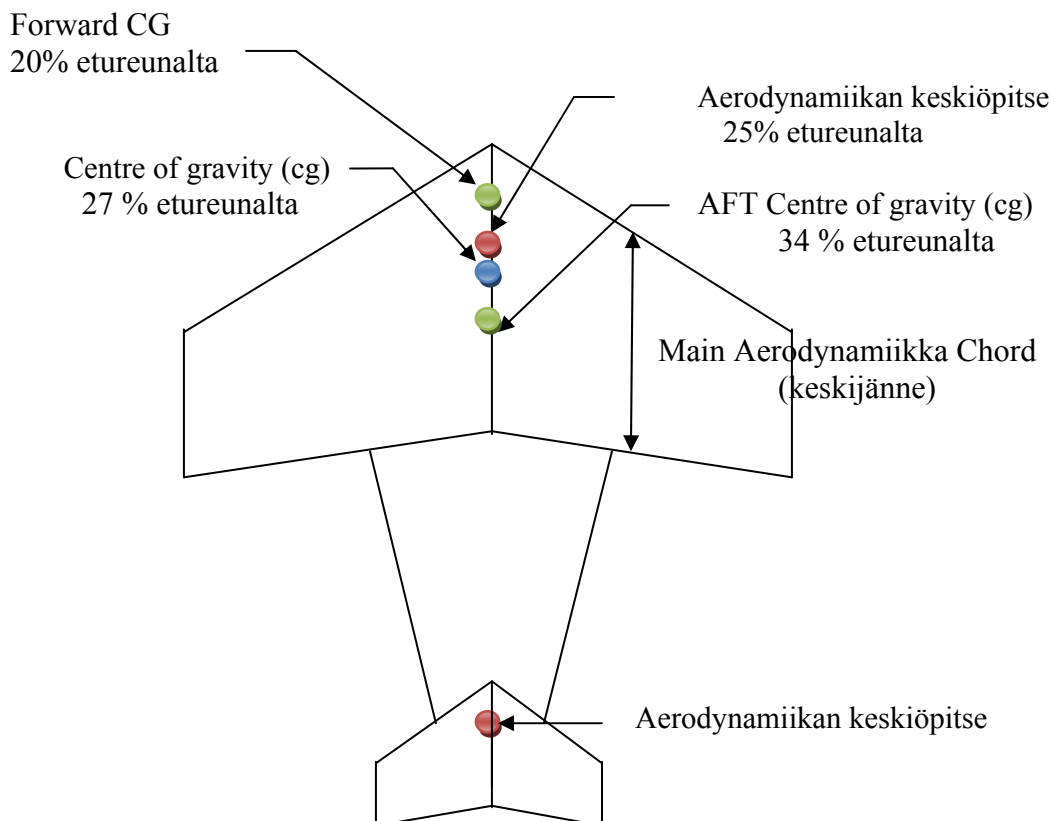 Forward CG
20% etureunalta
Aerodynamiikan keskiöpitse
25% etureunalta
Centre of gravity (cg)
27 % etureunalta
AFT Centre of gravity (cg)
34 % etureunalta
Main Aerodynamiikka Chord
(keskijänne)
Aerodynamiikan keskiöpitse